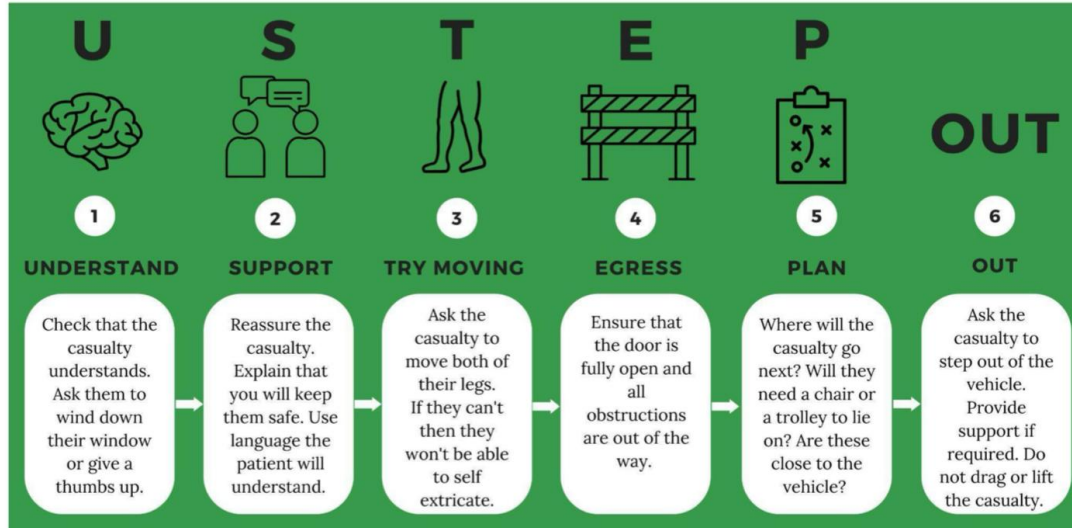 U
S
T
E
P
OUT
1
2
3
4
5
6
UNDERSTAND
SUPPORT
TRY MOVING
EGRESS
PLAN
OUT
Check that the
casualty
understands.
Ask them to
wind down
their window
or give a
thumbs up.
Reassure the
casualty.
Explain that
you will keep
them safe. Use
language the
patient will
understand.
Ask the
casualty to
move both of
their legs.
If they can't
then they
won't be able
to self
extricate.
Ensure that
the door is
fully open and
all
obstructions
are out of the
way.
Where will the
casualty go
next? Will they
need a chair or
a trolley to lie
on? Are these
close to the
vehicle?
Ask the
casualty to
step out of the
vehicle.
Provide
support if
required. Do
not drag or lift
the casualty.